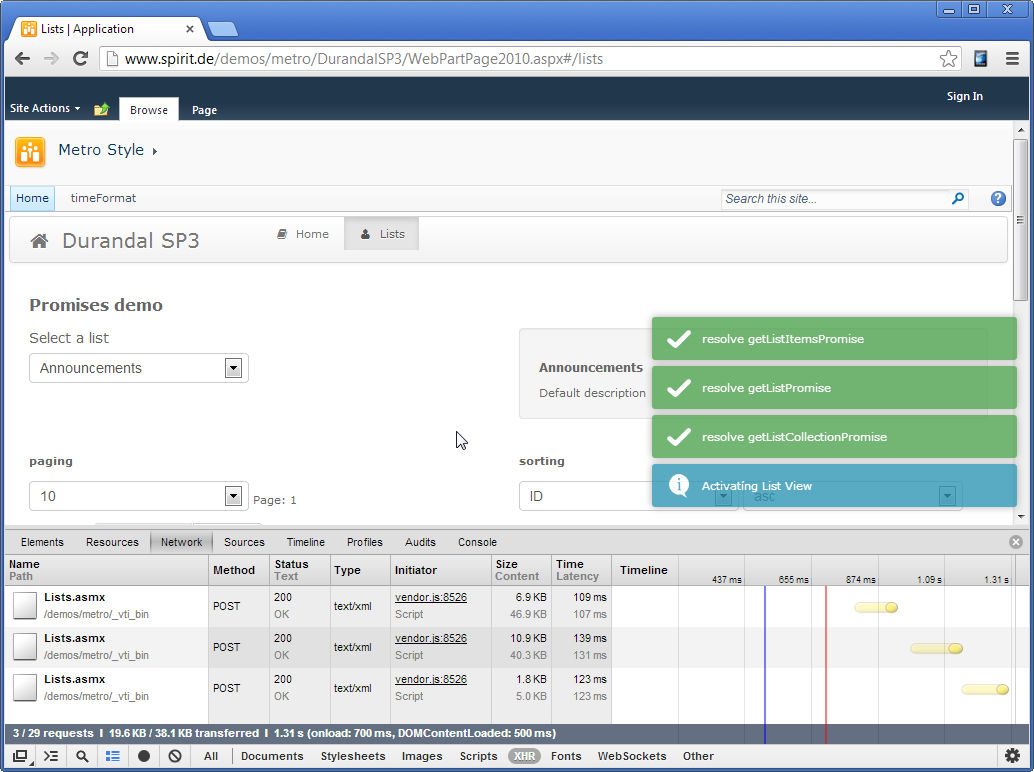 Lists | Application
www.spirit.de/demos/metro/DurandalSP3/WebPartPage2010.aspx#/lists
Sign In
Site Actions Browse Page
Metro Style
Home timeFormat Search this site...
Durandal SP3 Home Lists
Promises demo
Select a list
Announcements
Announcements
Default description
resolve getListItemsPromise
resolve getListPromise
resolve getListCollectionPromise
Activating List View
paging sorting
10 Page: 1 ID asc
Elements Resources Network Sources Timeline Profiles Audits Console
Name Method Status Type Initiator Size Time Timeline
Path Text Content Latency 437 ms 655 ms 874 ms 1.09 s 1.31 s
Lists.asmx POST 200 text/xml vendor.js:8526 6.9 KB 109 ms
/demos/metro/_vti_bin OK Script 46.9 KB 107 ms
Lists.asmx POST 200 text/xml vendor.js:8526 10.9 KB 139 ms
/demos/metro/_vti_bin OK Script 40.3 KB 131 ms
Lists.asmx POST 200 text/xml vendor.js:8526 1.8 KB 123 ms
/demos/metro/_vti_bin OK Script 5.0 KB 123 ms
3 / 29 requests I 19.6 KB / 38.1 KB transferred I 1.31 s (onload: 700 ms, DOMContentLoaded: 500 ms)
All Documents Stylesheets Images Scripts XHR Fonts WebSockets Other